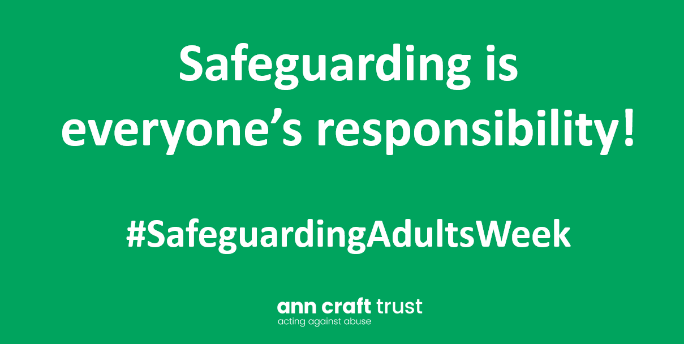 Safeguarding is
everyone’s responsibility!
#SafeguardingAdultsWeek
ann craft trust
acting against abuse